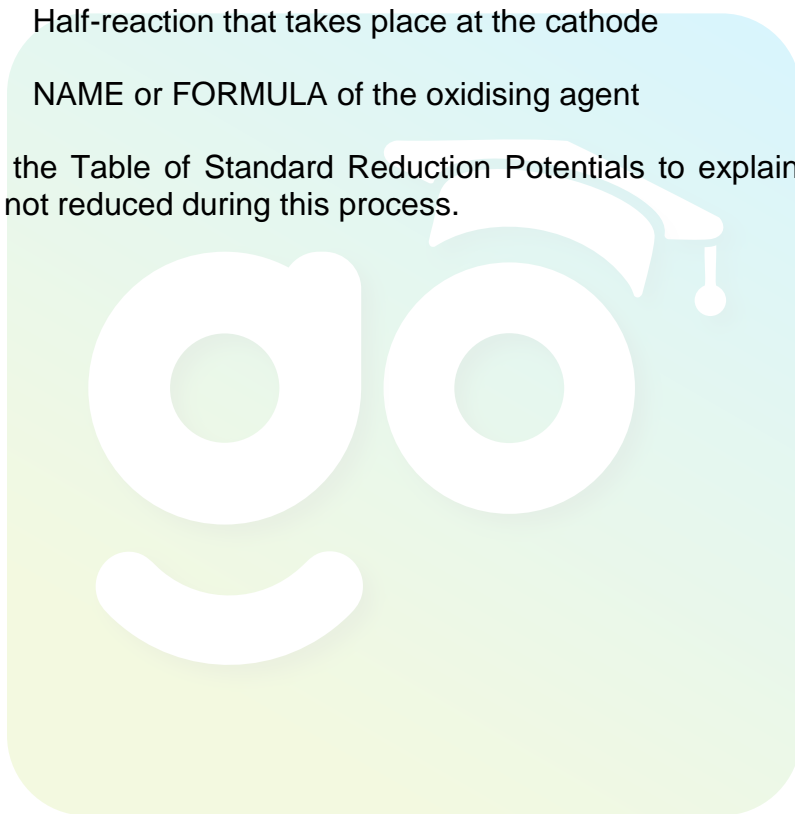 Half-reaction that takes place at the cathode
NAME or FORMULA of the oxidising agent
the Table of Standard Reduction Potentials to explain
not reduced during this process.
go